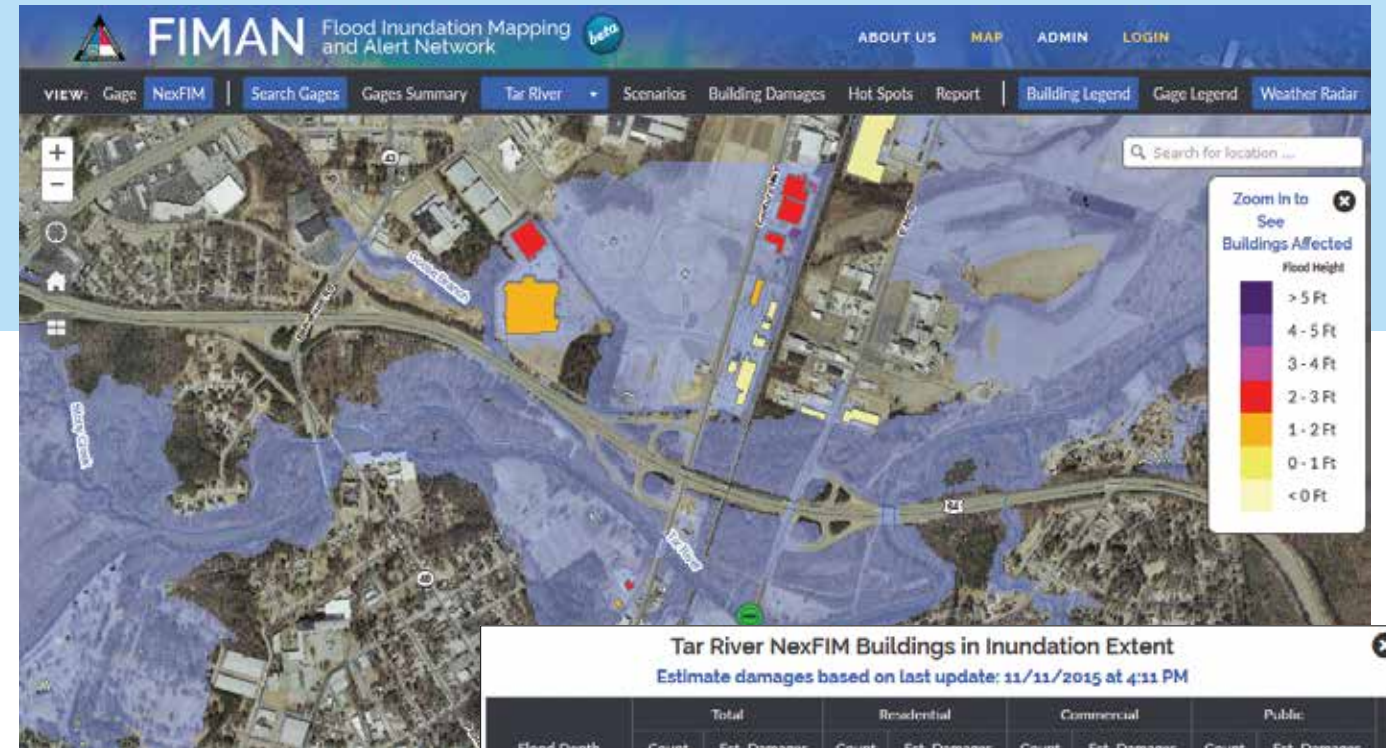 FIMAN Flood Inundation Mapping
and Alert Network
beta
ABOUT US MAP ADMIN LOGIN
VIEW: Gage NexFIM | Search Gages Gages Summary Tar River Scenarios Building Damages Hot Spots Report | Building Legend Gage Legend Weather Radar
+
−
Search for location ...
Zoom In to
See
Buildings Affected
Flood Height
> 5 Ft
4 - 5 Ft
3 - 4 Ft
2 - 3 Ft
1 - 2 Ft
0 - 1 Ft
< 0 Ft
43
Branch
Stony Creek
64
Tar River
Tar River NexFIM Buildings in Inundation Extent
Estimate damages based on last update: 11/11/2015 at 4:11 PM
Total Residential Commercial Public
Flood Depth Count Est. Damages Count Est. Damages Count Est. Damages Count Est. Damages